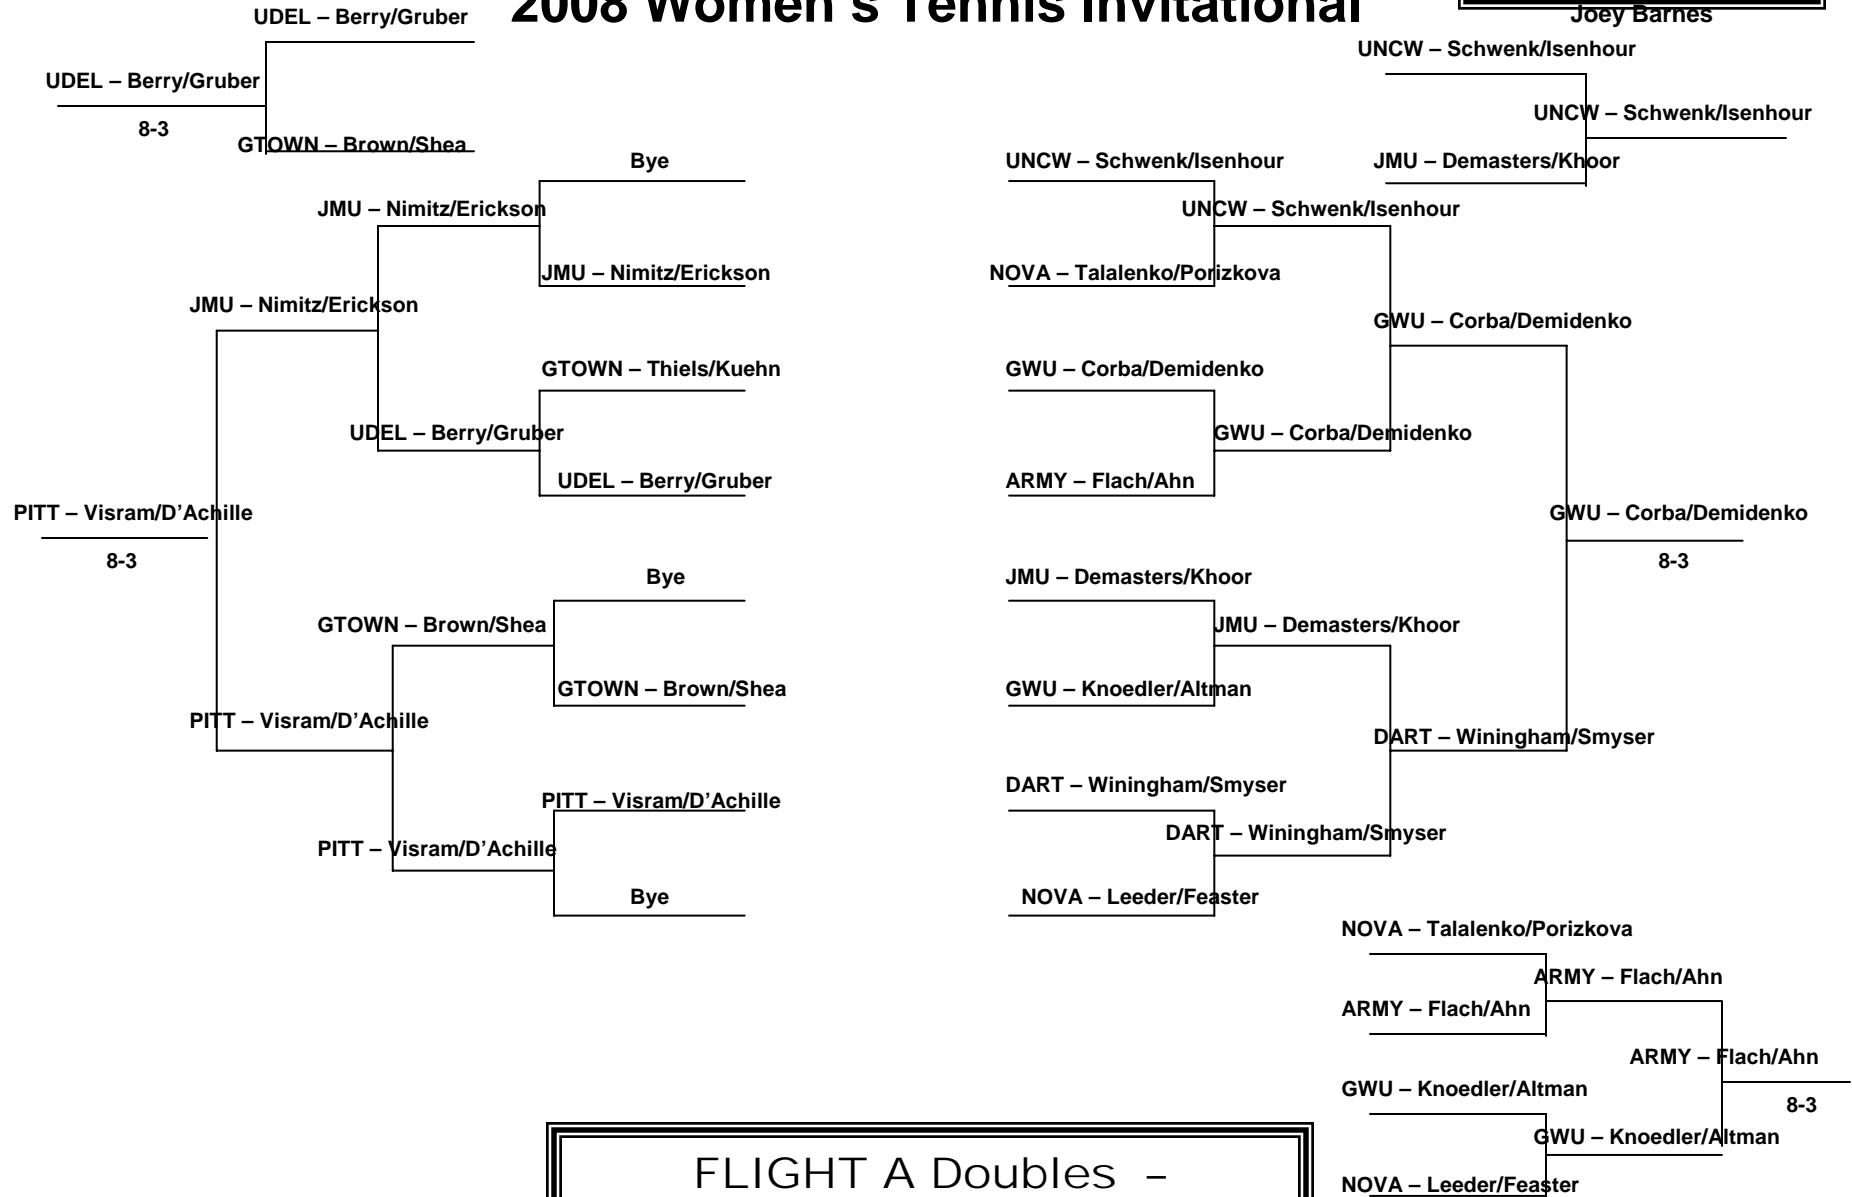 2008 Women's Tennis Invitational
Joey Barnes
UDEL – Berry/Gruber
UDEL – Berry/Gruber
8-3
GTOWN – Brown/Shea
UNCW – Schwenk/Isenhour
UNCW – Schwenk/Isenhour
JMU – Demasters/Khoor
Bye
JMU – Nimitz/Erickson
JMU – Nimitz/Erickson
JMU – Nimitz/Erickson
GTOWN – Thiels/Kuehn
UDEL – Berry/Gruber
UDEL – Berry/Gruber
PITT – Visram/D'Achille
8-3
Bye
GTOWN – Brown/Shea
GTOWN – Brown/Shea
PITT – Visram/D'Achille
PITT – Visram/D'Achille
PITT – Visram/D'Achille
Bye
UNCW – Schwenk/Isenhour
UNCW – Schwenk/Isenhour
NOVA – Talalenko/Porizkova
GWU – Corba/Demidenko
GWU – Corba/Demidenko
GWU – Corba/Demidenko
ARMY – Flach/Ahn
GWU – Corba/Demidenko
8-3
JMU – Demasters/Khoor
JMU – Demasters/Khoor
GWU – Knoedler/Altman
DART – Winingham/Smyser
DART – Winingham/Smyser
DART – Winingham/Smyser
NOVA – Leeder/Feaster
NOVA – Talalenko/Porizkova
ARMY – Flach/Ahn
ARMY – Flach/Ahn
ARMY – Flach/Ahn
8-3
GWU – Knoedler/Altman
GWU – Knoedler/Altman
NOVA – Leeder/Feaster
FLIGHT A Doubles –